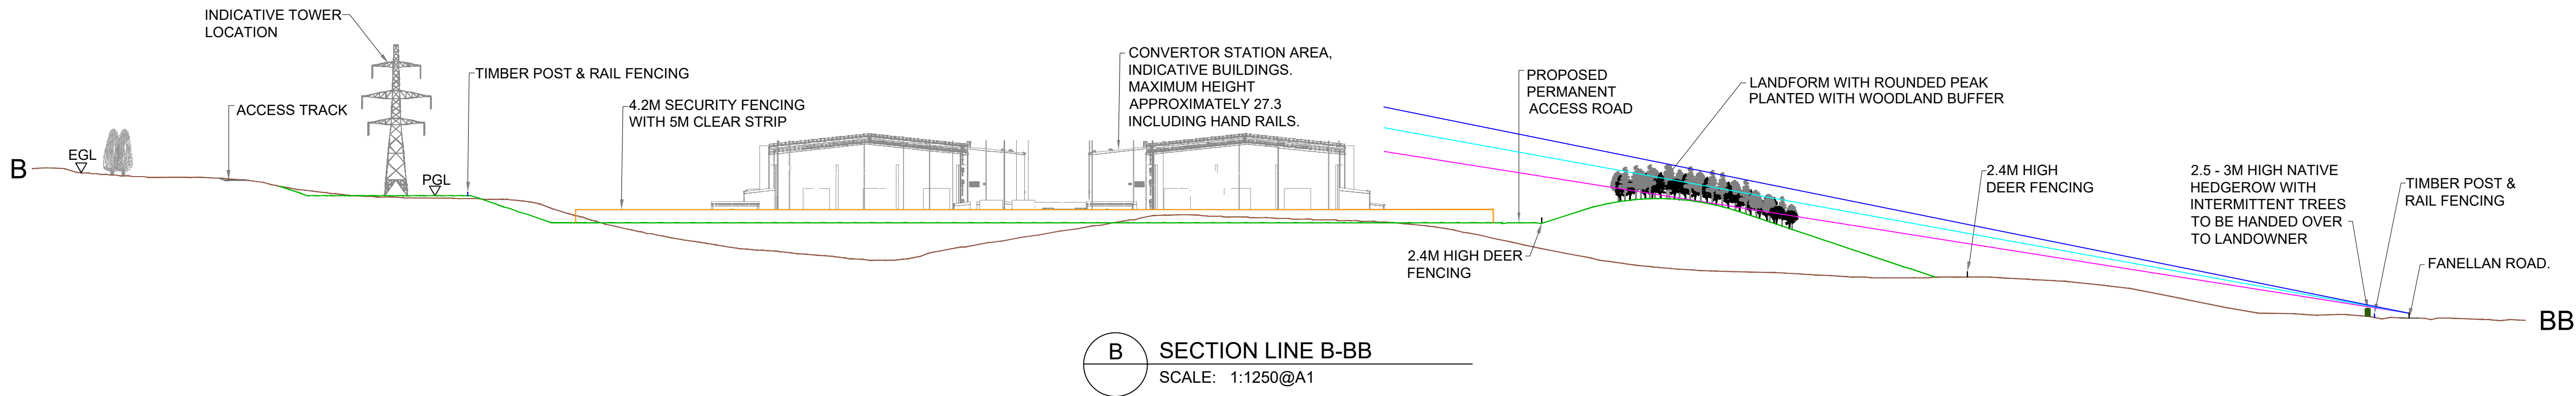 INDICATIVE TOWER
LOCATION
TIMBER POST & RAIL FENCING
ACCESS TRACK
4.2M SECURITY FENCING
WITH 5M CLEAR STRIP
CONVERTOR STATION AREA,
INDICATIVE BUILDINGS.
MAXIMUM HEIGHT
APPROXIMATELY 27.3
INCLUDING HAND RAILS.
PROPOSED
PERMANENT
ACCESS ROAD
LANDFORM WITH ROUNDED PEAK
PLANTED WITH WOODLAND BUFFER
2.4M HIGH
DEER FENCING
2.5 - 3M HIGH NATIVE
HEDGEROW WITH
INTERMITTENT TREES
TO BE HANDED OVER
TO LANDOWNER
TIMBER POST &
RAIL FENCING
B
EGL
PGL
2.4M HIGH DEER
FENCING
FANELLAN ROAD.
BB
B
SECTION LINE B-BB
SCALE: 1:1250@A1